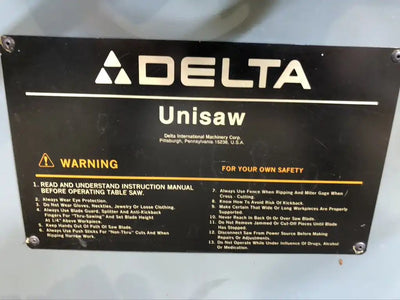 DELTA
Unisaw
Delta International Machinery Corp.
Pittsburgh, Pennsylvania 15238, U.S.A.
WARNING
FOR YOUR OWN SAFETY
1. READ AND UNDERSTAND INSTRUCTION MANUAL
BEFORE OPERATING TABLE SAW.
2. Always Wear Eye Protection.
3. Do Not Wear Gloves, Neckties, Jewelry Or Loose Clothing.
4. Always Use Blade Guard, Splitter And Anti-Kickback
Fingers For "Thru-Sawing" And Set Blade Height
At 1/4" Above Workpiece.
5. Keep Hands Out Of Path Of Saw Blade.
6. Always Use Push Sticks For "Non-Thru" Cuts And When
Ripping Narrow Work.
7. Always Use Fence When Ripping And Miter Gage When
Cross - Cutting.
8. Know How To Avoid Risk Of Kickback.
9. Make Certain That Wide Or Long Workpieces Are Properly
Supported.
10. Never Reach In Back Of Or Over Saw Blade.
11. Do Not Remove Jammed Or Cut-Off Pieces Until Blade
Has Stopped.
12. Disconnect Saw From Power Source Before Making
Repairs Or Adjustments.
13. Do Not Operate While Under Influence Of Drugs, Alcohol
Or Medication.